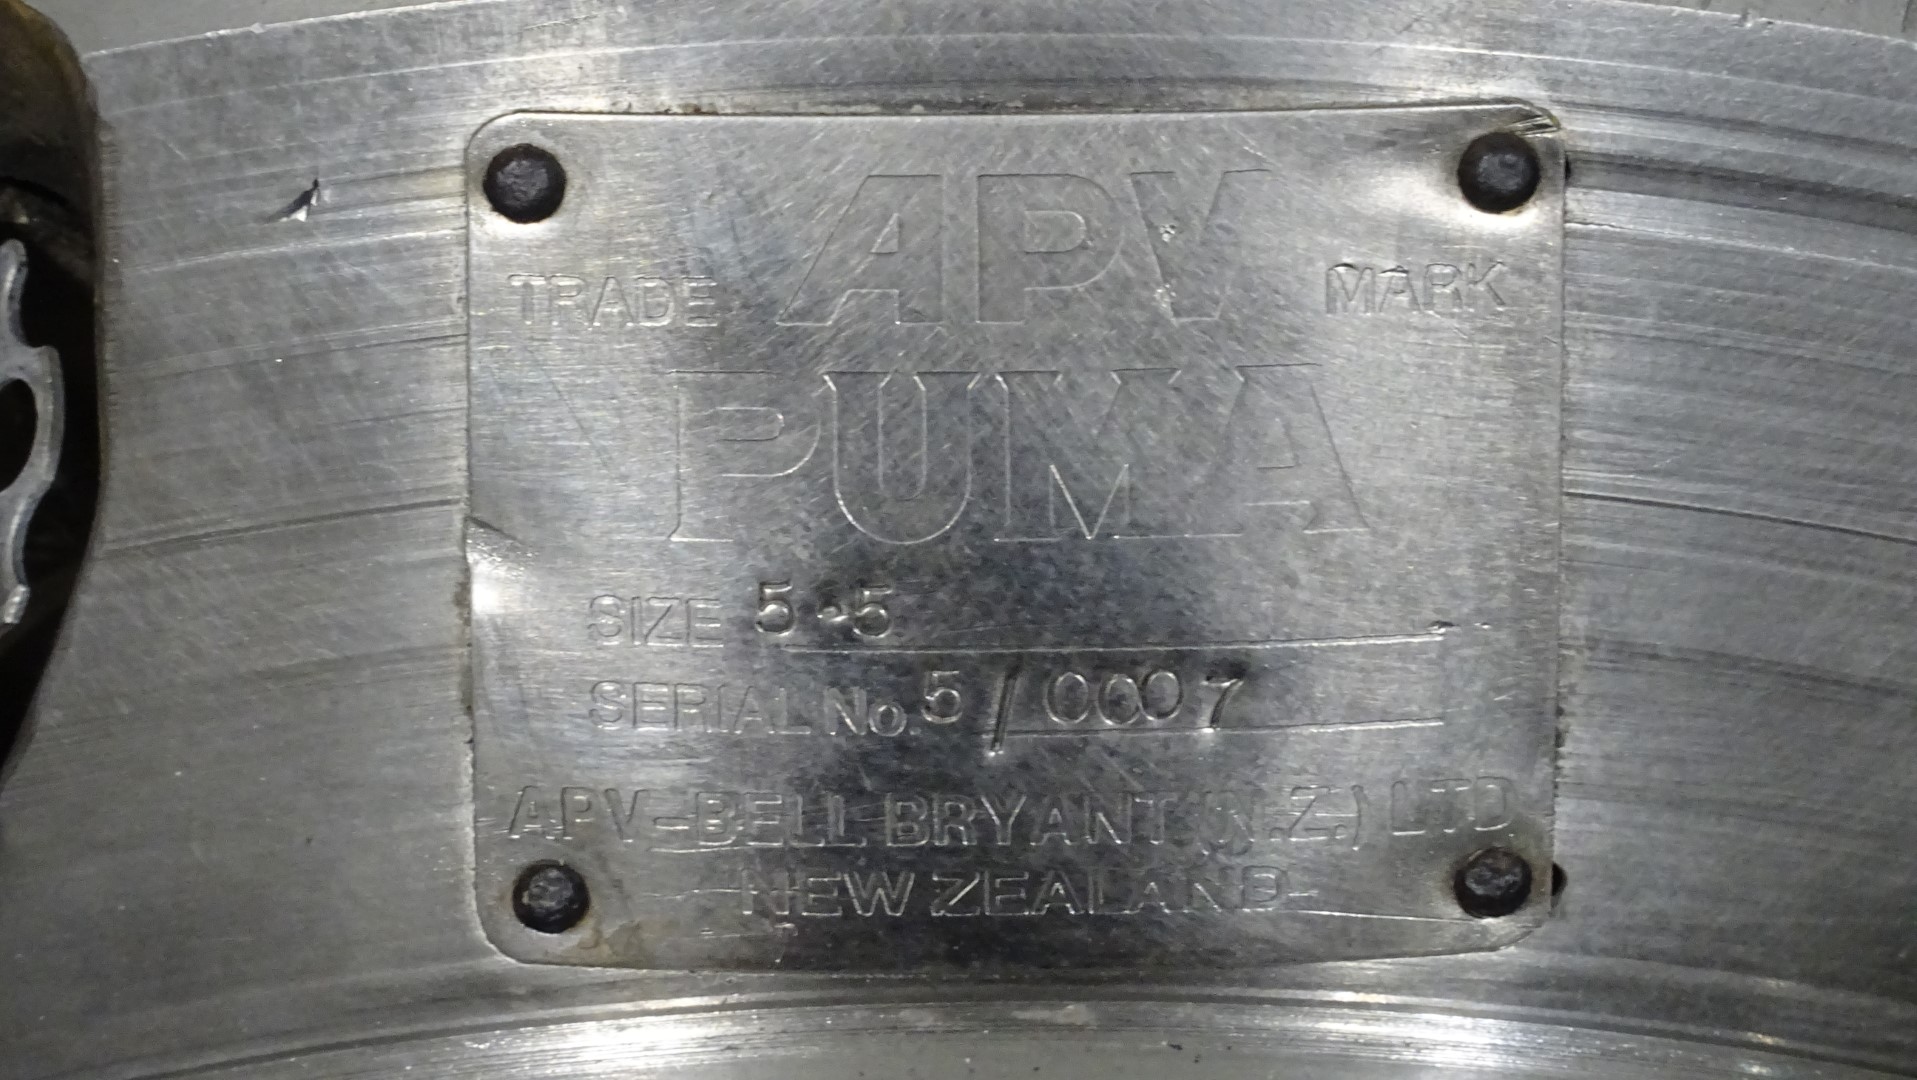 TRADE APV MARK
PUMA
SIZE 5.5
SERIAL No. 5/0007
APV-BELL BRYANT (N.Z.) LTD
NEW ZEALAND